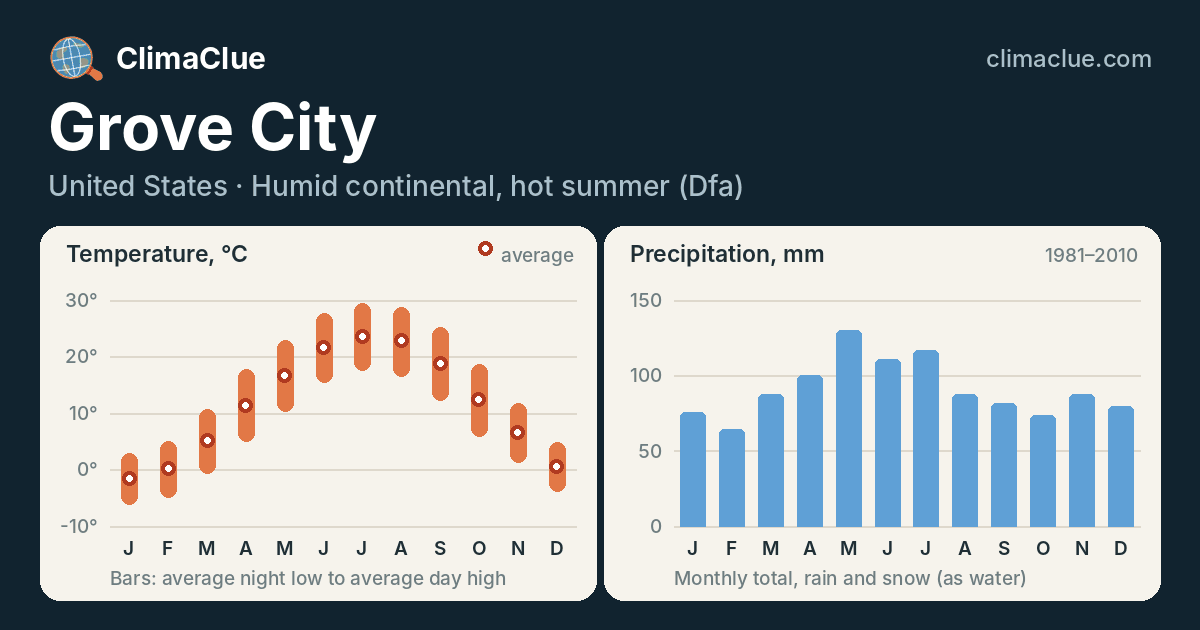 ClimaClue
climaclue.com
Grove City
United States · Humid continental, hot summer (Dfa)
Temperature, °C
average
30°
20°
10°
0°
-10°
J F M A M J J A S O N D
Bars: average night low to average day high
Precipitation, mm
1981–2010
150
100
50
0
J F M A M J J A S O N D
Monthly total, rain and snow (as water)